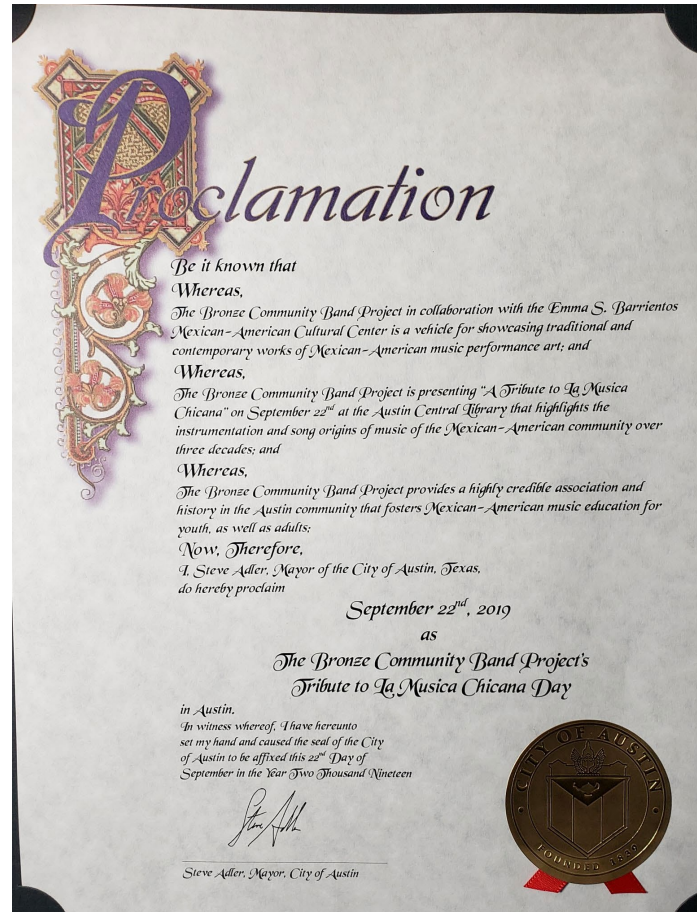 Proclamation
Be it known that
Whereas,
The Bronze Community Band Project in collaboration with the Emma S. Barrientos
Mexican-American Cultural Center is a vehicle for showcasing traditional and
contemporary works of Mexican-American music performance art; and
Whereas,
The Bronze Community Band Project is presenting "A Tribute to La Musica
Chicana" on September 22nd at the Austin Central Library that highlights the
instrumentation and song origins of music of the Mexican-American community over
three decades; and
Whereas,
The Bronze Community Band Project provides a highly credible association and
history in the Austin community that fosters Mexican-American music education for
youth, as well as adults;
Now, Therefore,
I, Steve Adler, Mayor of the City of Austin, Texas,
do hereby proclaim
September 22nd, 2019
as
The Bronze Community Band Project's
Tribute to La Musica Chicana Day
in Austin.
In witness whereof, I have hereunto
set my hand and caused the seal of the City
of Austin to be affixed this 22nd Day of
September in the Year Two Thousand Nineteen
Steve Adler
Steve Adler, Mayor, City of Austin
CITY OF AUSTIN
FOUNDED 1839